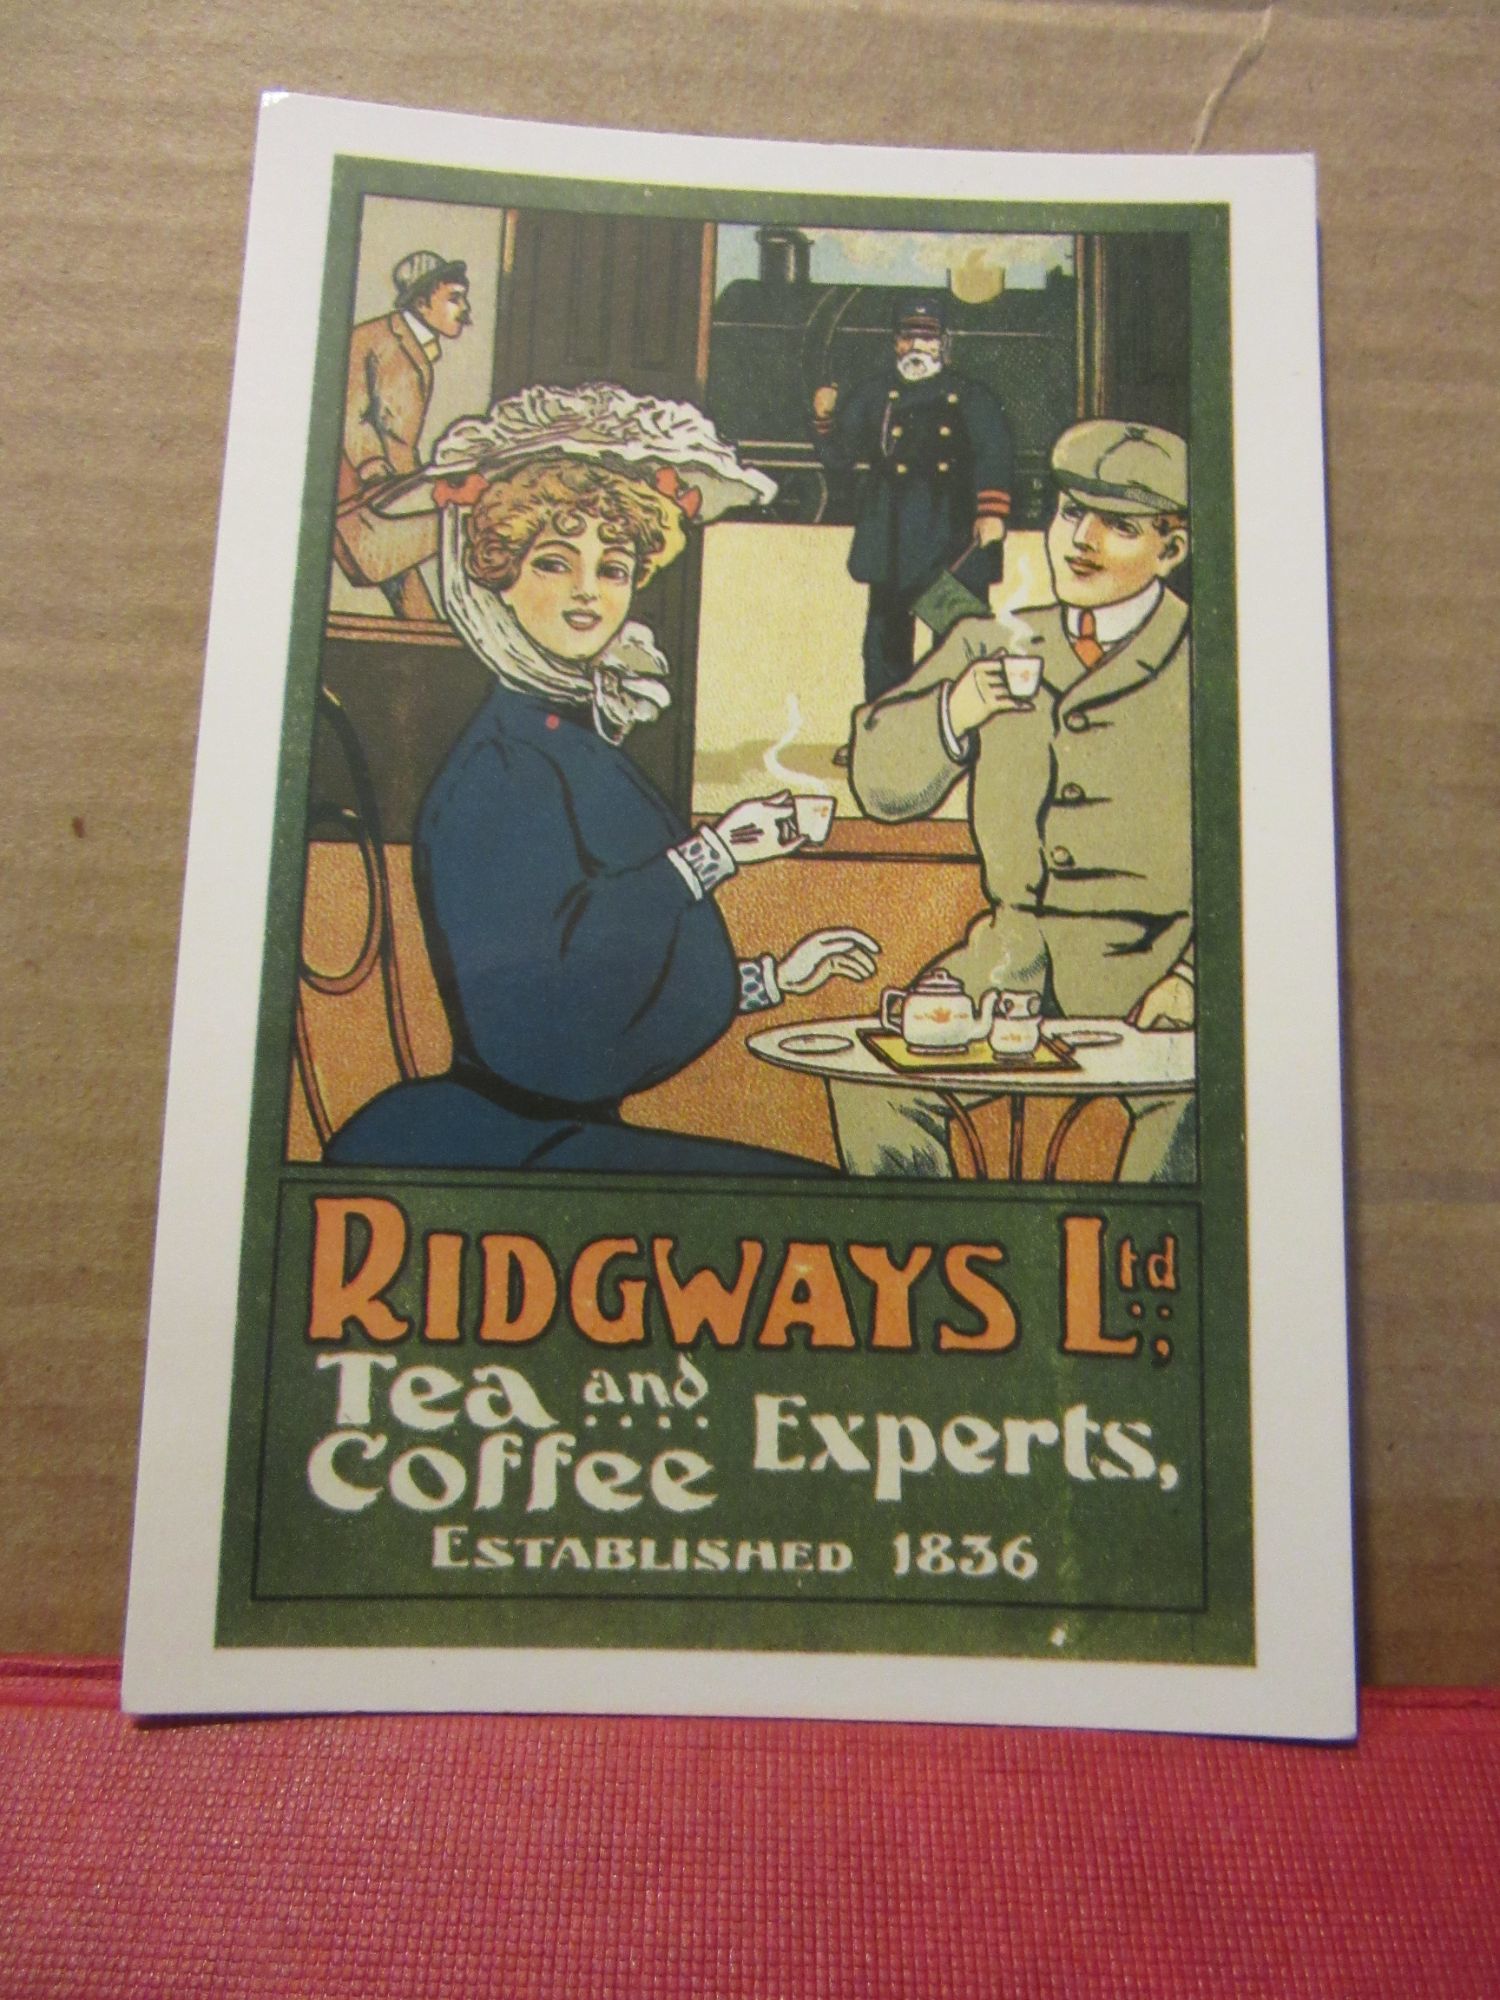 RIDGWAYS Ltd;
Tea and
Coffee Experts,
ESTABLISHED 1836